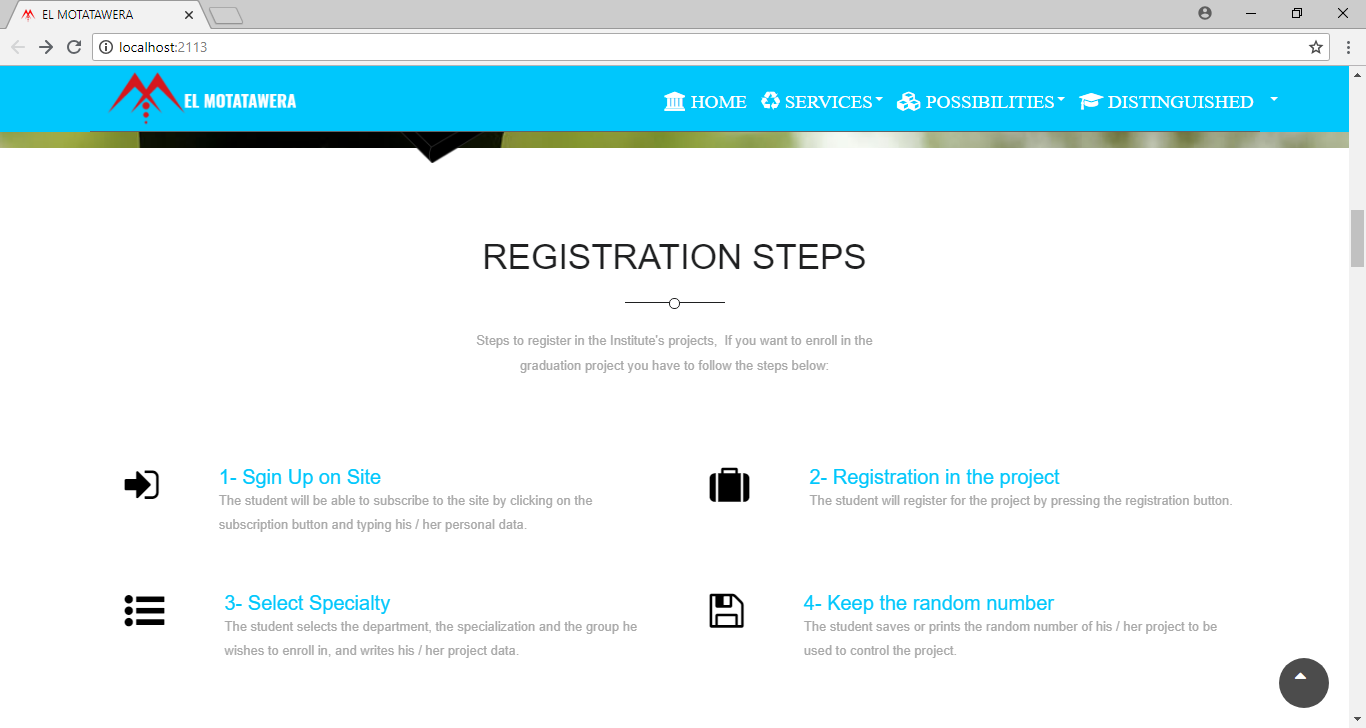 EL MOTATAWERA
localhost:2113
EL MOTATAWERA
HOME SERVICES POSSIBILITIES DISTINGUISHED
REGISTRATION STEPS
Steps to register in the Institute's projects, If you want to enroll in the
graduation project you have to follow the steps below:
1- Sgin Up on Site
The student will be able to subscribe to the site by clicking on the
subscription button and typing his / her personal data.
2- Registration in the project
The student will register for the project by pressing the registration button.
3- Select Specialty
The student selects the department, the specialization and the group he
wishes to enroll in, and writes his / her project data.
4- Keep the random number
The student saves or prints the random number of his / her project to be
used to control the project.